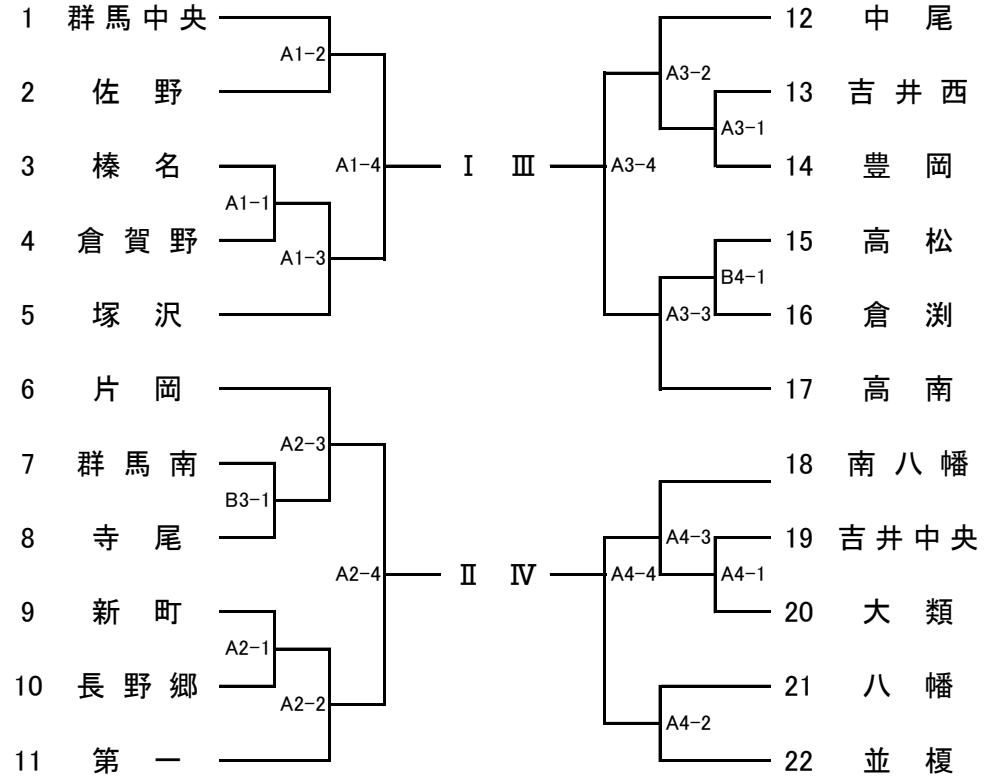 1 群馬中央
A1-2
2 佐野
3 榛名
A1-4 Ⅰ
A1-1
4 倉賀野
A1-3
5 塚沢
6 片岡
A2-3
7 群馬南
B3-1
8 寺尾
A2-4 Ⅱ
9 新町
A2-1
10 長野郷
A2-2
11 第一
12 中尾
A3-2
13 吉井西
A3-1
Ⅲ A3-4
14 豊岡
15 高松
B4-1
A3-3
16 倉渕
17 高南
18 南八幡
A4-3
19 吉井中央
Ⅳ A4-4 A4-1
20 大類
21 八幡
A4-2
22 並榎